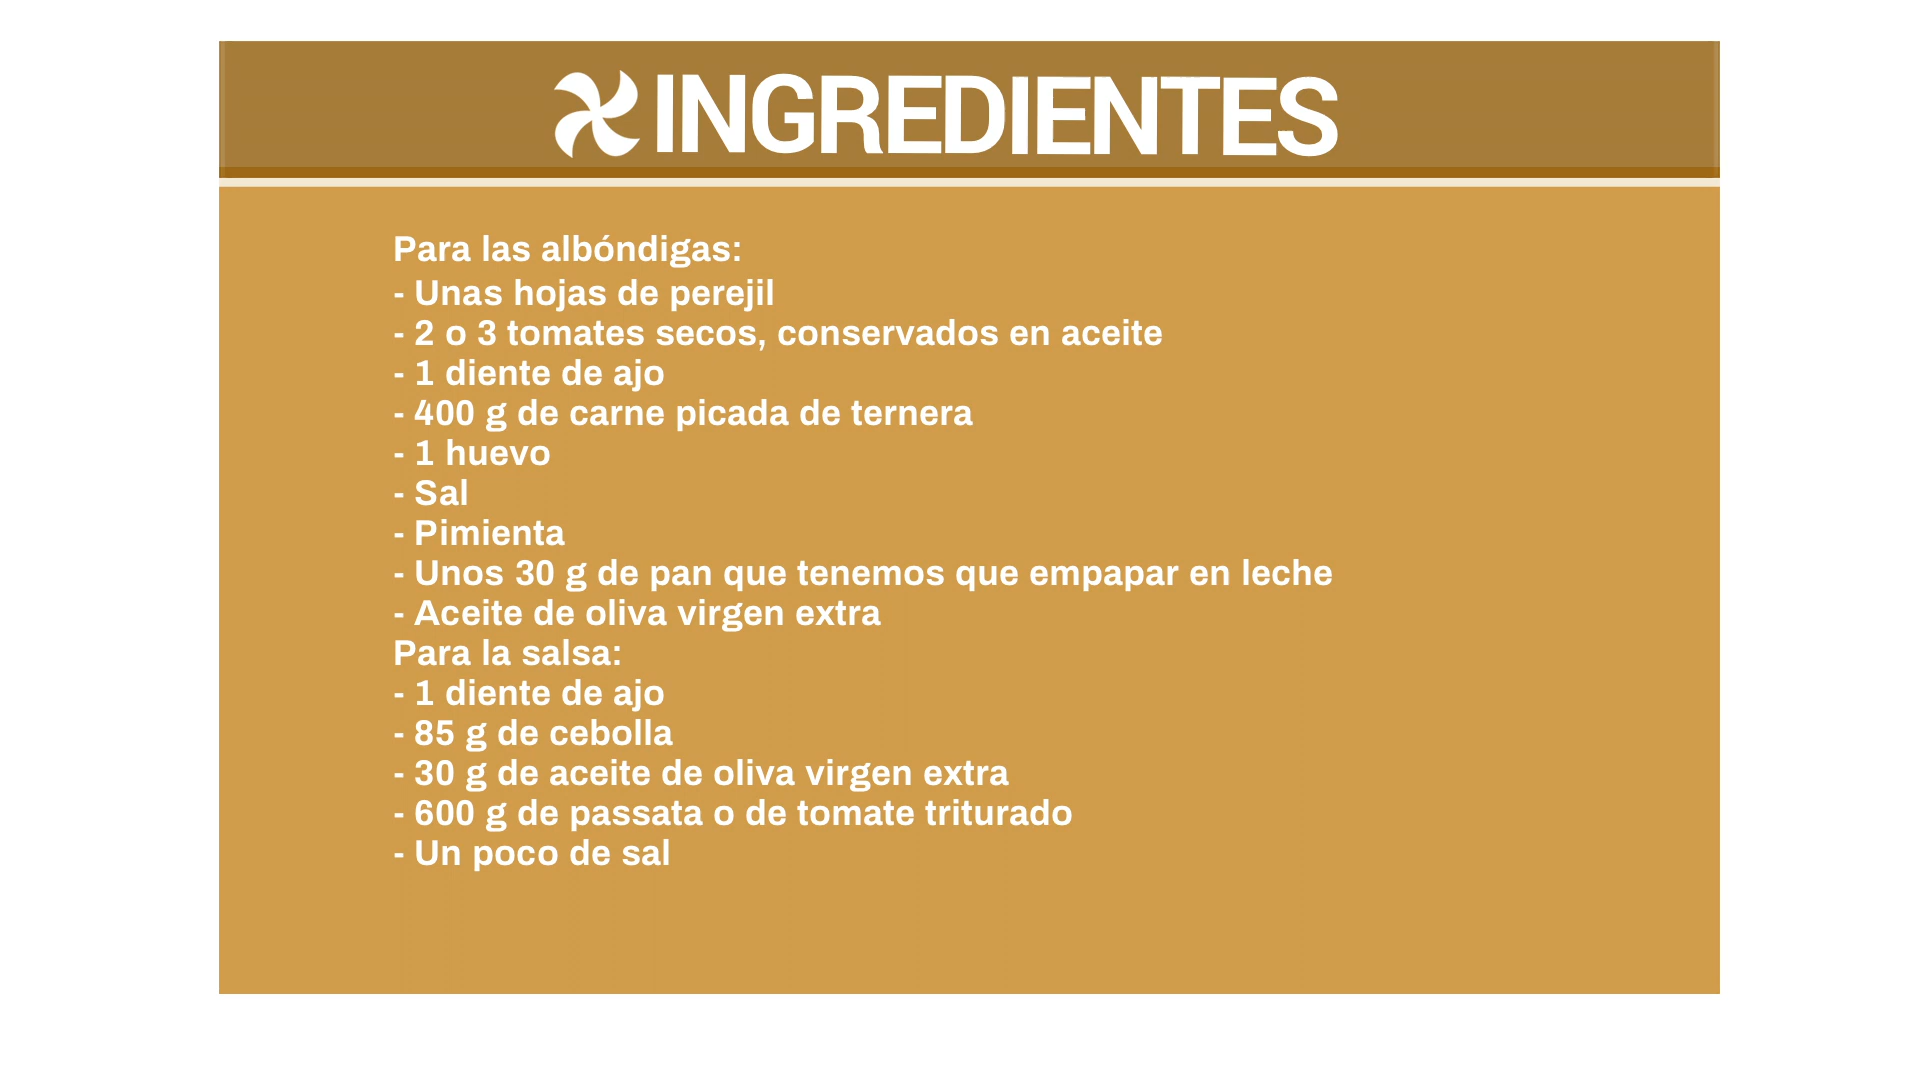 INGREDIENTES
Para las albóndigas:
- Unas hojas de perejil
- 2 o 3 tomates secos, conservados en aceite
- 1 diente de ajo
- 400 g de carne picada de ternera
- 1 huevo
- Sal
- Pimienta
- Unos 30 g de pan que tenemos que empapar en leche
- Aceite de oliva virgen extra
Para la salsa:
- 1 diente de ajo
- 85 g de cebolla
- 30 g de aceite de oliva virgen extra
- 600 g de passata o de tomate triturado
- Un poco de sal